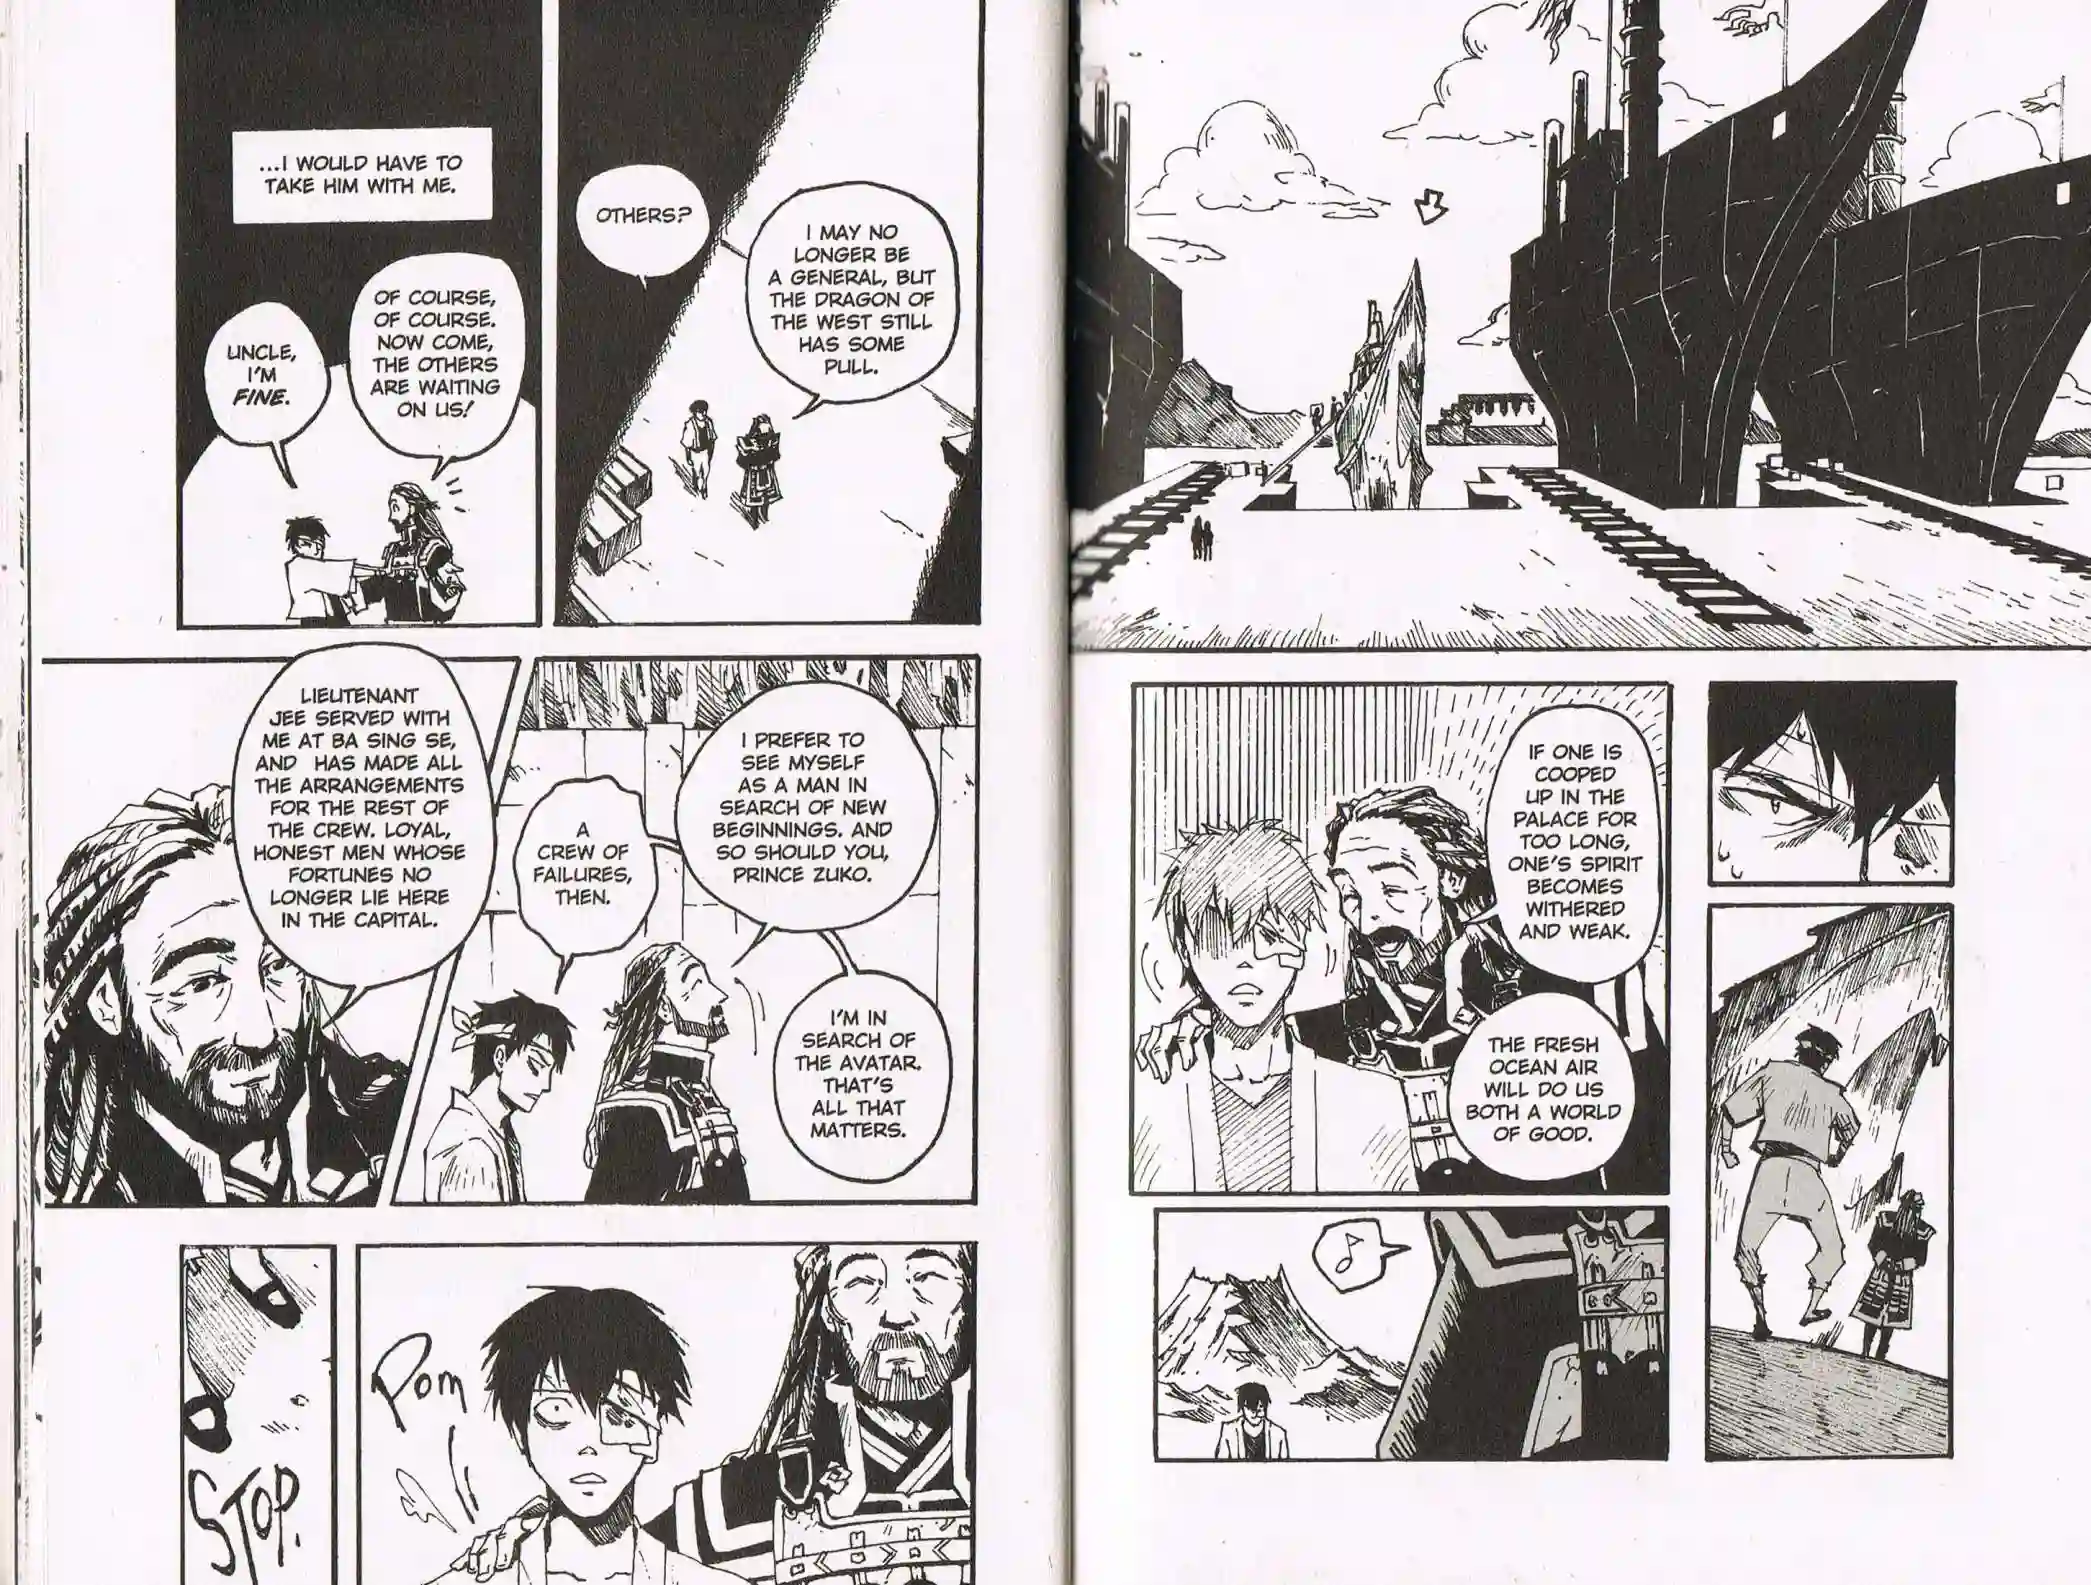 ...I WOULD HAVE TO
TAKE HIM WITH ME.
UNCLE,
I'M
FINE.
OF COURSE,
OF COURSE.
NOW COME,
THE OTHERS
ARE WAITING
ON US!
OTHERS?
I MAY NO
LONGER BE
A GENERAL, BUT
THE DRAGON OF
THE WEST STILL
HAS SOME
PULL.
LIEUTENANT
JEE SERVED WITH
ME AT BA SING SE,
AND HAS MADE ALL
THE ARRANGEMENTS
FOR THE REST OF
THE CREW. LOYAL,
HONEST MEN WHOSE
FORTUNES NO
LONGER LIE HERE
IN THE CAPITAL.
A
CREW OF
FAILURES,
THEN.
I PREFER TO
SEE MYSELF
AS A MAN IN
SEARCH OF NEW
BEGINNINGS. AND
SO SHOULD YOU,
PRINCE ZUKO.
I'M IN
SEARCH OF
THE AVATAR.
THAT'S
ALL THAT
MATTERS.
STOP.
Pom
IF ONE IS
COOPED
UP IN THE
PALACE FOR
TOO LONG,
ONE'S SPIRIT
BECOMES
WITHERED
AND WEAK.
THE FRESH
OCEAN AIR
WILL DO US
BOTH A WORLD
OF GOOD.